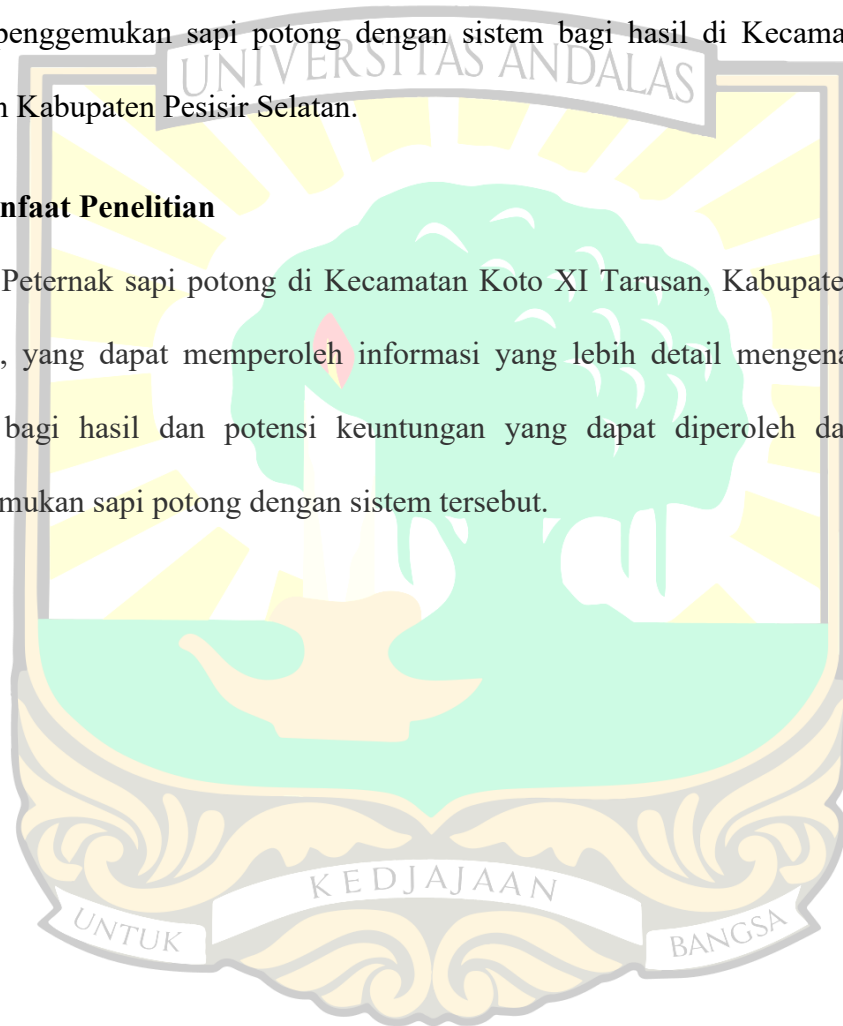 penggemukan sapi potong dengan sistem bagi hasil di Kecama
UNIVERSITAS ANDALAS
n Kabupaten Pesisir Selatan.
nfaat Penelitian
Peternak sapi potong di Kecamatan Koto XI Tarusan, Kabupate
, yang dapat memperoleh informasi yang lebih detail mengena
bagi hasil dan potensi keuntungan yang dapat diperoleh da
mukan sapi potong dengan sistem tersebut.
KEDJAJAAN
UNTUK
BANGSA